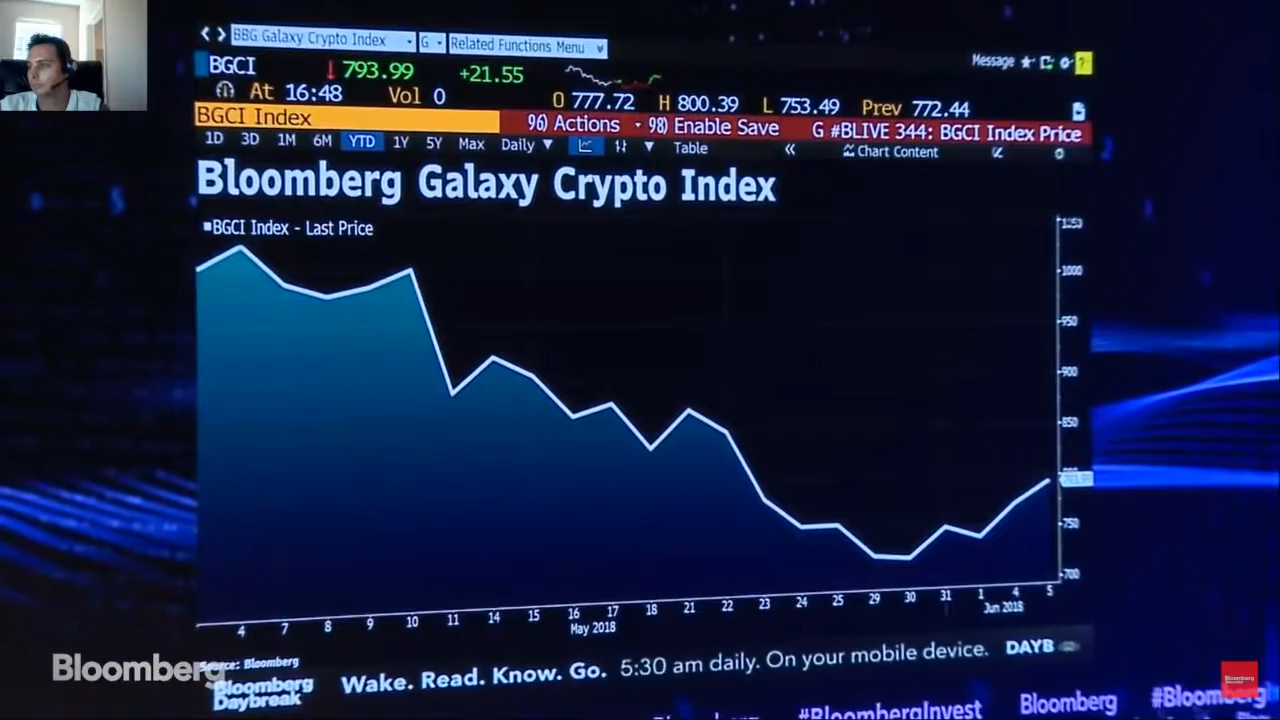 BBG Galaxy Crypto Index G Related Functions Menu
BGCI 793.99 +21.55 Message
At 16:48 Vol 0 O 777.72 H 800.39 L 753.49 Prev 772.44
BGCI Index 96) Actions 98) Enable Save G #BLIVE 344: BGCI Index Price
1D 3D 1M 6M YTD 1Y 5Y Max Daily Table « Chart Content
Bloomberg Galaxy Crypto Index
BGCI Index - Last Price
1000
950
900
850
793.99
750
700
4 7 8 9 10 11 14 15 16 17 18 21 22 23 24 25 29 30 31 1 4 5
May 2018 Jun 2018
Source: Bloomberg
Bloomberg
Bloomberg Daybreak
Wake. Read. Know. Go. 5:30 am daily. On your mobile device. DAYB
#BloombergInvest Bloomberg #Bloomberg
Bloomberg